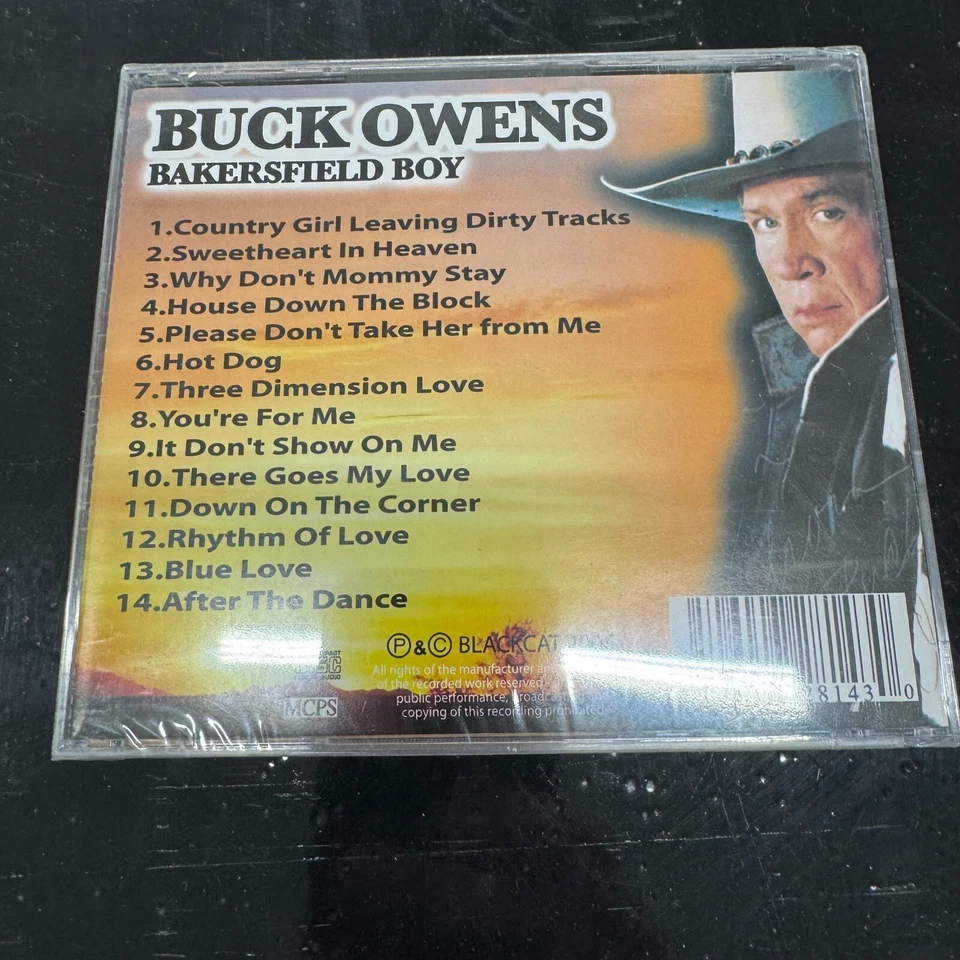 BUCK OWENS
BAKERSFIELD BOY
1.Country Girl Leaving Dirty Tracks
2.Sweetheart In Heaven
3.Why Don't Mommy Stay
4.House Down The Block
5.Please Don't Take Her from Me
6.Hot Dog
7.Three Dimension Love
8.You're For Me
9.It Don't Show On Me
10.There Goes My Love
11.Down On The Corner
12.Rhythm Of Love
13.Blue Love
14.After The Dance
Ⓟ&© BLACKCAT
All rights of the manufacturer
of the recorded work reserved
public performance,
copying of this recording prohibited
MCPS
8143 0